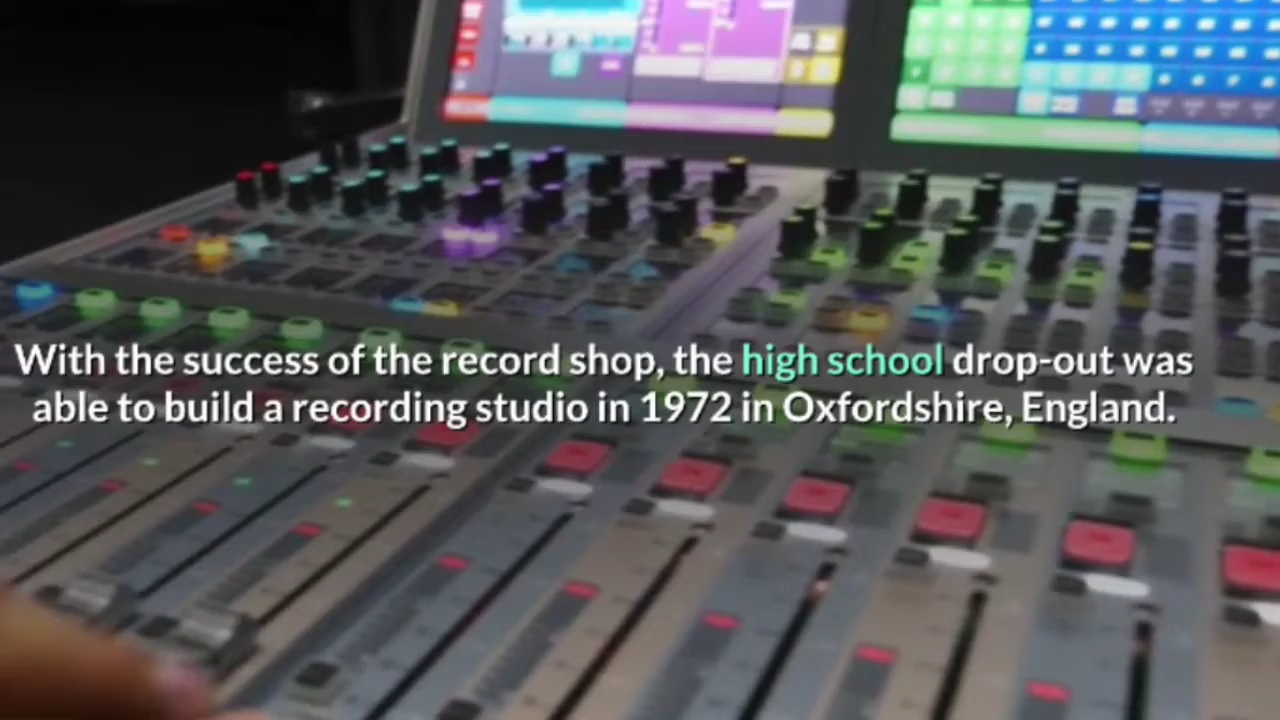 With the success of the record shop, the high school drop-out was
able to build a recording studio in 1972 in Oxfordshire, England.